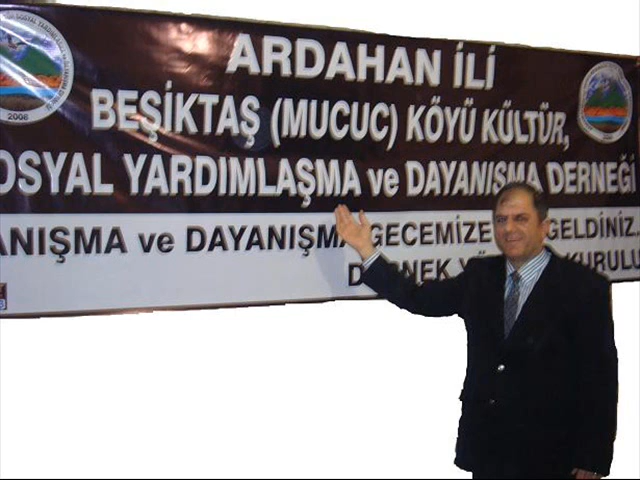 ARDAHAN İLİ
BEŞİKTAŞ (MUCUC) KÖYÜ KÜLTÜR,
OSYAL YARDIMLAŞMA ve DAYANIŞMA DERNEĞİ
ANIŞMA ve DAYANIŞMA GECEMİZE GELDİNİZ.
KURULU
2006